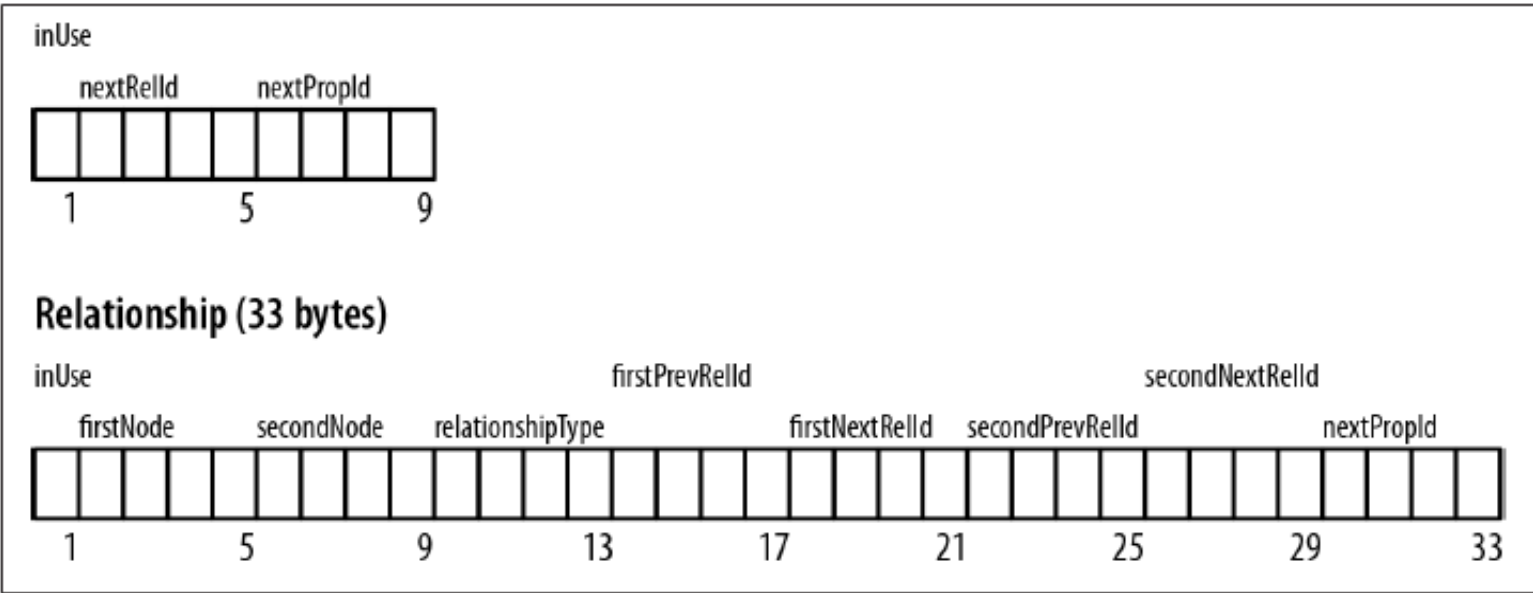 inUse
nextRelId nextPropId
1 5 9
Relationship (33 bytes)
inUse firstPrevRelId secondNextRelId
firstNode secondNode relationshipType firstNextRelId secondPrevRelId nextPropId
1 5 9 13 17 21 25 29 33